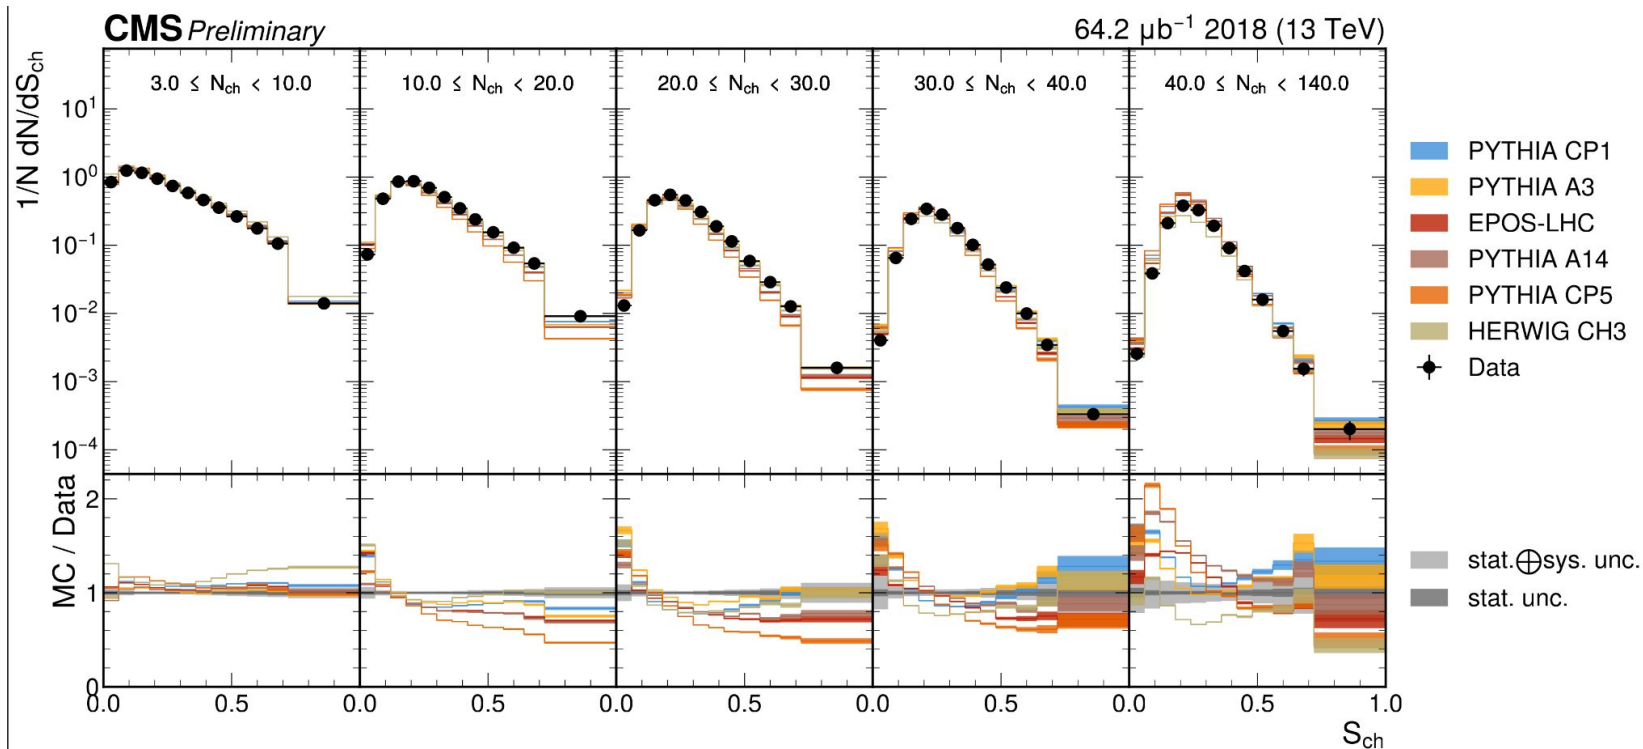 CMS Preliminary
64.2 μb⁻¹ 2018 (13 TeV)
1/N dN/dS_ch
3.0 ≤ N_ch < 10.0
10.0 ≤ N_ch < 20.0
20.0 ≤ N_ch < 30.0
30.0 ≤ N_ch < 40.0
40.0 ≤ N_ch < 140.0
10¹
10⁰
10⁻¹
10⁻²
10⁻³
10⁻⁴
PYTHIA CP1
PYTHIA A3
EPOS-LHC
PYTHIA A14
PYTHIA CP5
HERWIG CH3
Data
MC / Data
2
1
0
stat.⊕sys. unc.
stat. unc.
0.0 0.5 0.0 0.5 0.0 0.5 0.0 0.5 0.0 0.5 1.0
S_ch